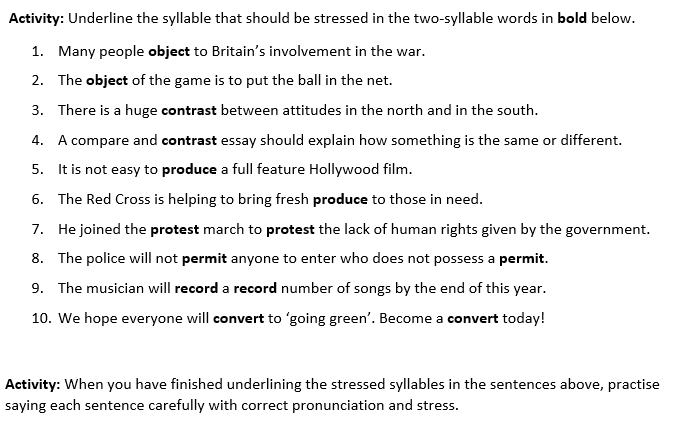 Activity: Underline the syllable that should be stressed in the two-syllable words in bold below.
1. Many people object to Britain’s involvement in the war.
2. The object of the game is to put the ball in the net.
3. There is a huge contrast between attitudes in the north and in the south.
4. A compare and contrast essay should explain how something is the same or different.
5. It is not easy to produce a full feature Hollywood film.
6. The Red Cross is helping to bring fresh produce to those in need.
7. He joined the protest march to protest the lack of human rights given by the government.
8. The police will not permit anyone to enter who does not possess a permit.
9. The musician will record a record number of songs by the end of this year.
10. We hope everyone will convert to ‘going green’. Become a convert today!
Activity: When you have finished underlining the stressed syllables in the sentences above, practise
saying each sentence carefully with correct pronunciation and stress.